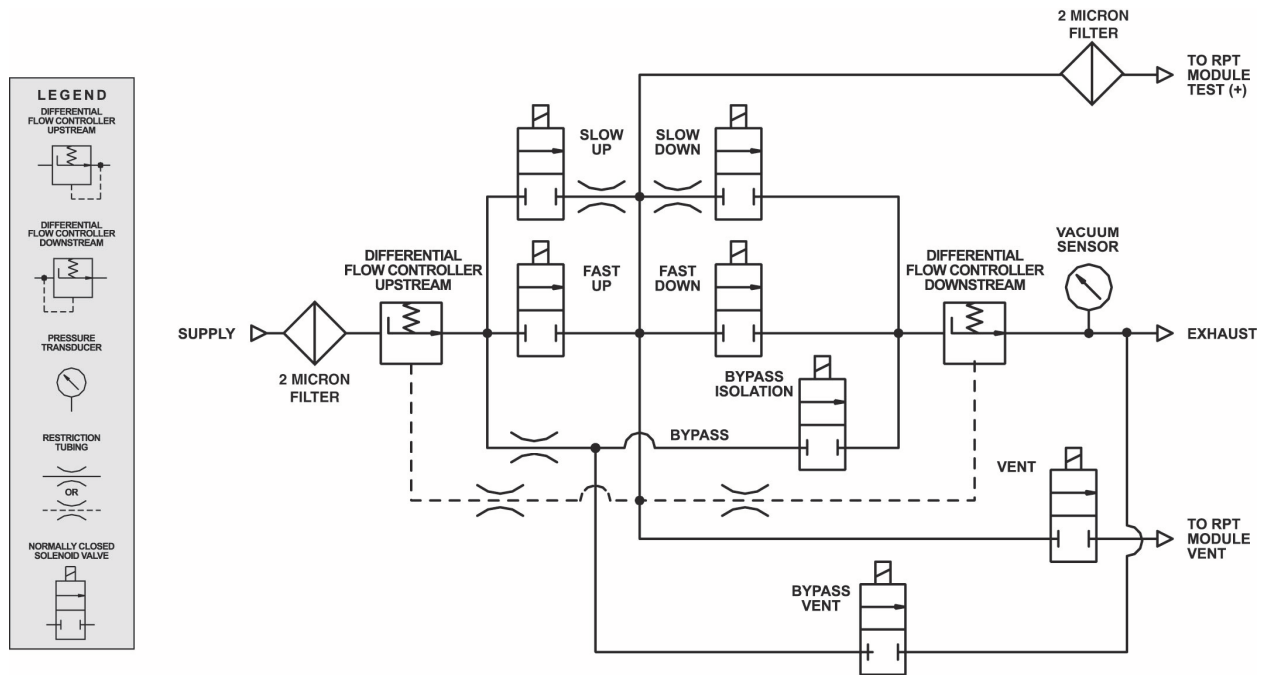 LEGEND
DIFFERENTIAL
FLOW CONTROLLER
UPSTREAM
DIFFERENTIAL
FLOW CONTROLLER
DOWNSTREAM
PRESSURE
TRANSDUCER
RESTRICTION
TUBING
OR
NORMALLY CLOSED
SOLENOID VALVE
2 MICRON
FILTER
TO RPT
MODULE
TEST (+)
SLOW
UP
SLOW
DOWN
DIFFERENTIAL
FLOW CONTROLLER
UPSTREAM
FAST
UP
FAST
DOWN
DIFFERENTIAL
FLOW CONTROLLER
DOWNSTREAM
VACUUM
SENSOR
SUPPLY
2 MICRON
FILTER
EXHAUST
BYPASS
ISOLATION
BYPASS
VENT
TO RPT
MODULE
VENT
BYPASS
VENT